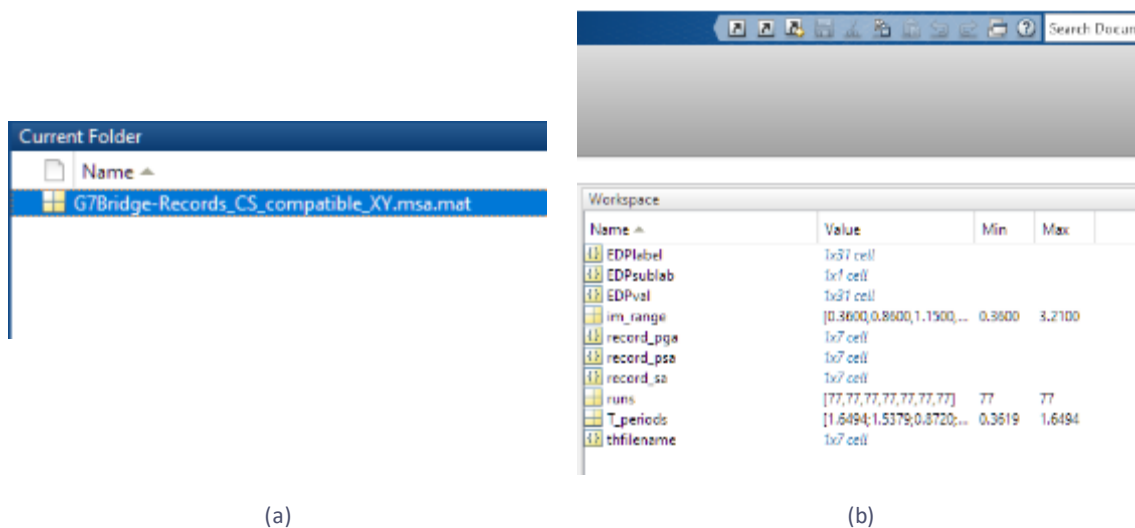 Search Docum
Current Folder
Name
G7Bridge-Records_CS_compatible_XY.msa.mat
Workspace
Name Value Min Max
EDPlabel 1x31 cell
EDPsublab 1x1 cell
EDPval 1x31 cell
im_range [0.3600,0.8600,1.1500,... 0.3600 3.2100
record_pga 1x7 cell
record_psa 1x7 cell
record_sa 1x7 cell
runs [77,77,77,77,77,77,77] 77 77
T_periods [1.6494;1.5379;0.8720;... 0.3619 1.6494
thfilename 1x7 cell
(a) (b)